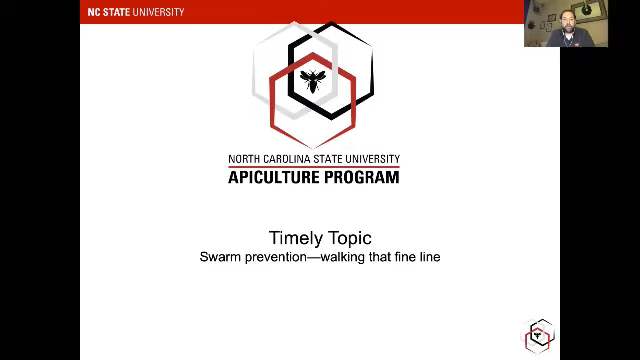 NC STATE UNIVERSITY
NORTH CAROLINA STATE UNIVERSITY
APICULTURE PROGRAM
Timely Topic
Swarm prevention—walking that fine line